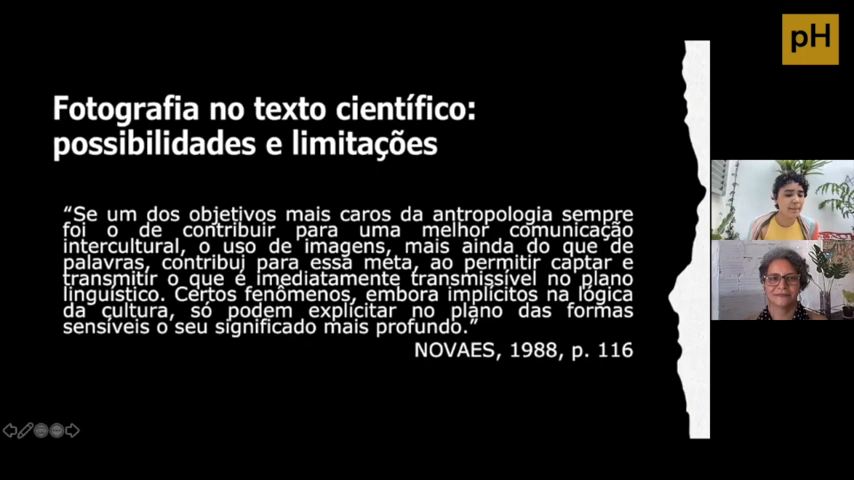 pH
Fotografia no texto científico:
possibilidades e limitações
“Se um dos objetivos mais caros da antropologia sempre
foi o de contribuir para uma melhor comunicação
intercultural, o uso de imagens, mais ainda do que de
palavras, contribui para essa meta, ao permitir captar e
transmitir o que é imediatamente transmissível no plano
linguístico. Certos fenômenos, embora implícitos na lógica
da cultura, só podem explicitar no plano das formas
sensíveis o seu significado mais profundo.”
NOVAES, 1988, p. 116